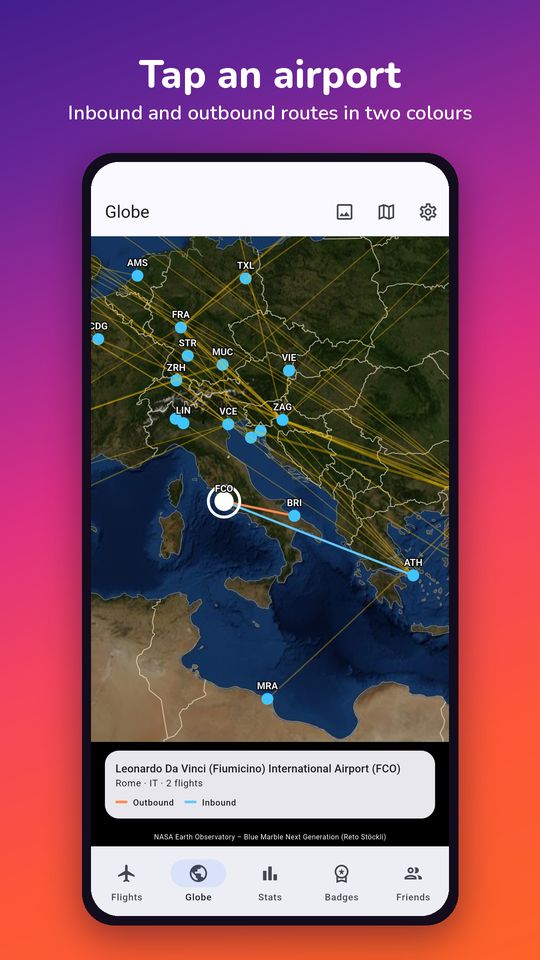 Tap an airport
Inbound and outbound routes in two colours
Globe
AMS
TXL
FRA
CDG
STR
MUC
VIE
ZRH
LIN
VCE
ZAG
FCO
BRI
ATH
MRA
Leonardo Da Vinci (Fiumicino) International Airport (FCO)
Rome · IT · 2 flights
Outbound Inbound
NASA Earth Observatory – Blue Marble Next Generation (Reto Stöckli)
Flights Globe Stats Badges Friends